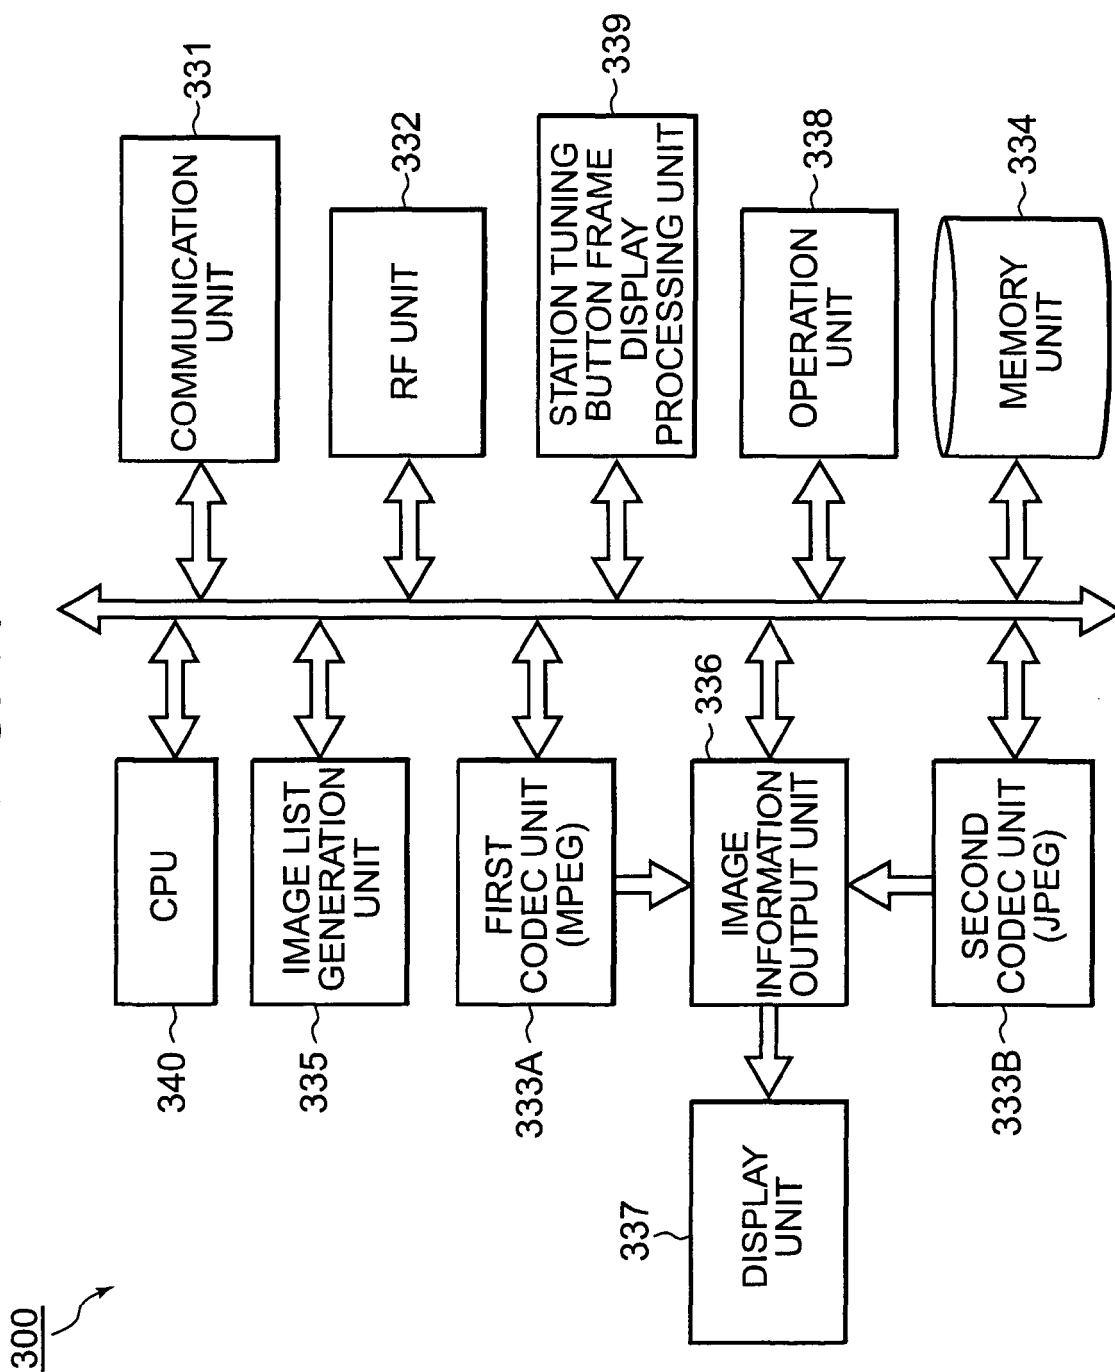 300
340
CPU
331
COMMUNICATION
UNIT
335
IMAGE LIST
GENERATION
UNIT
332
RF UNIT
333A
FIRST
CODEC UNIT
(MPEG)
339
STATION TUNING
BUTTON FRAME
DISPLAY
PROCESSING UNIT
337
DISPLAY
UNIT
336
IMAGE
INFORMATION
OUTPUT UNIT
338
OPERATION
UNIT
333B
SECOND
CODEC UNIT
(JPEG)
334
MEMORY
UNIT